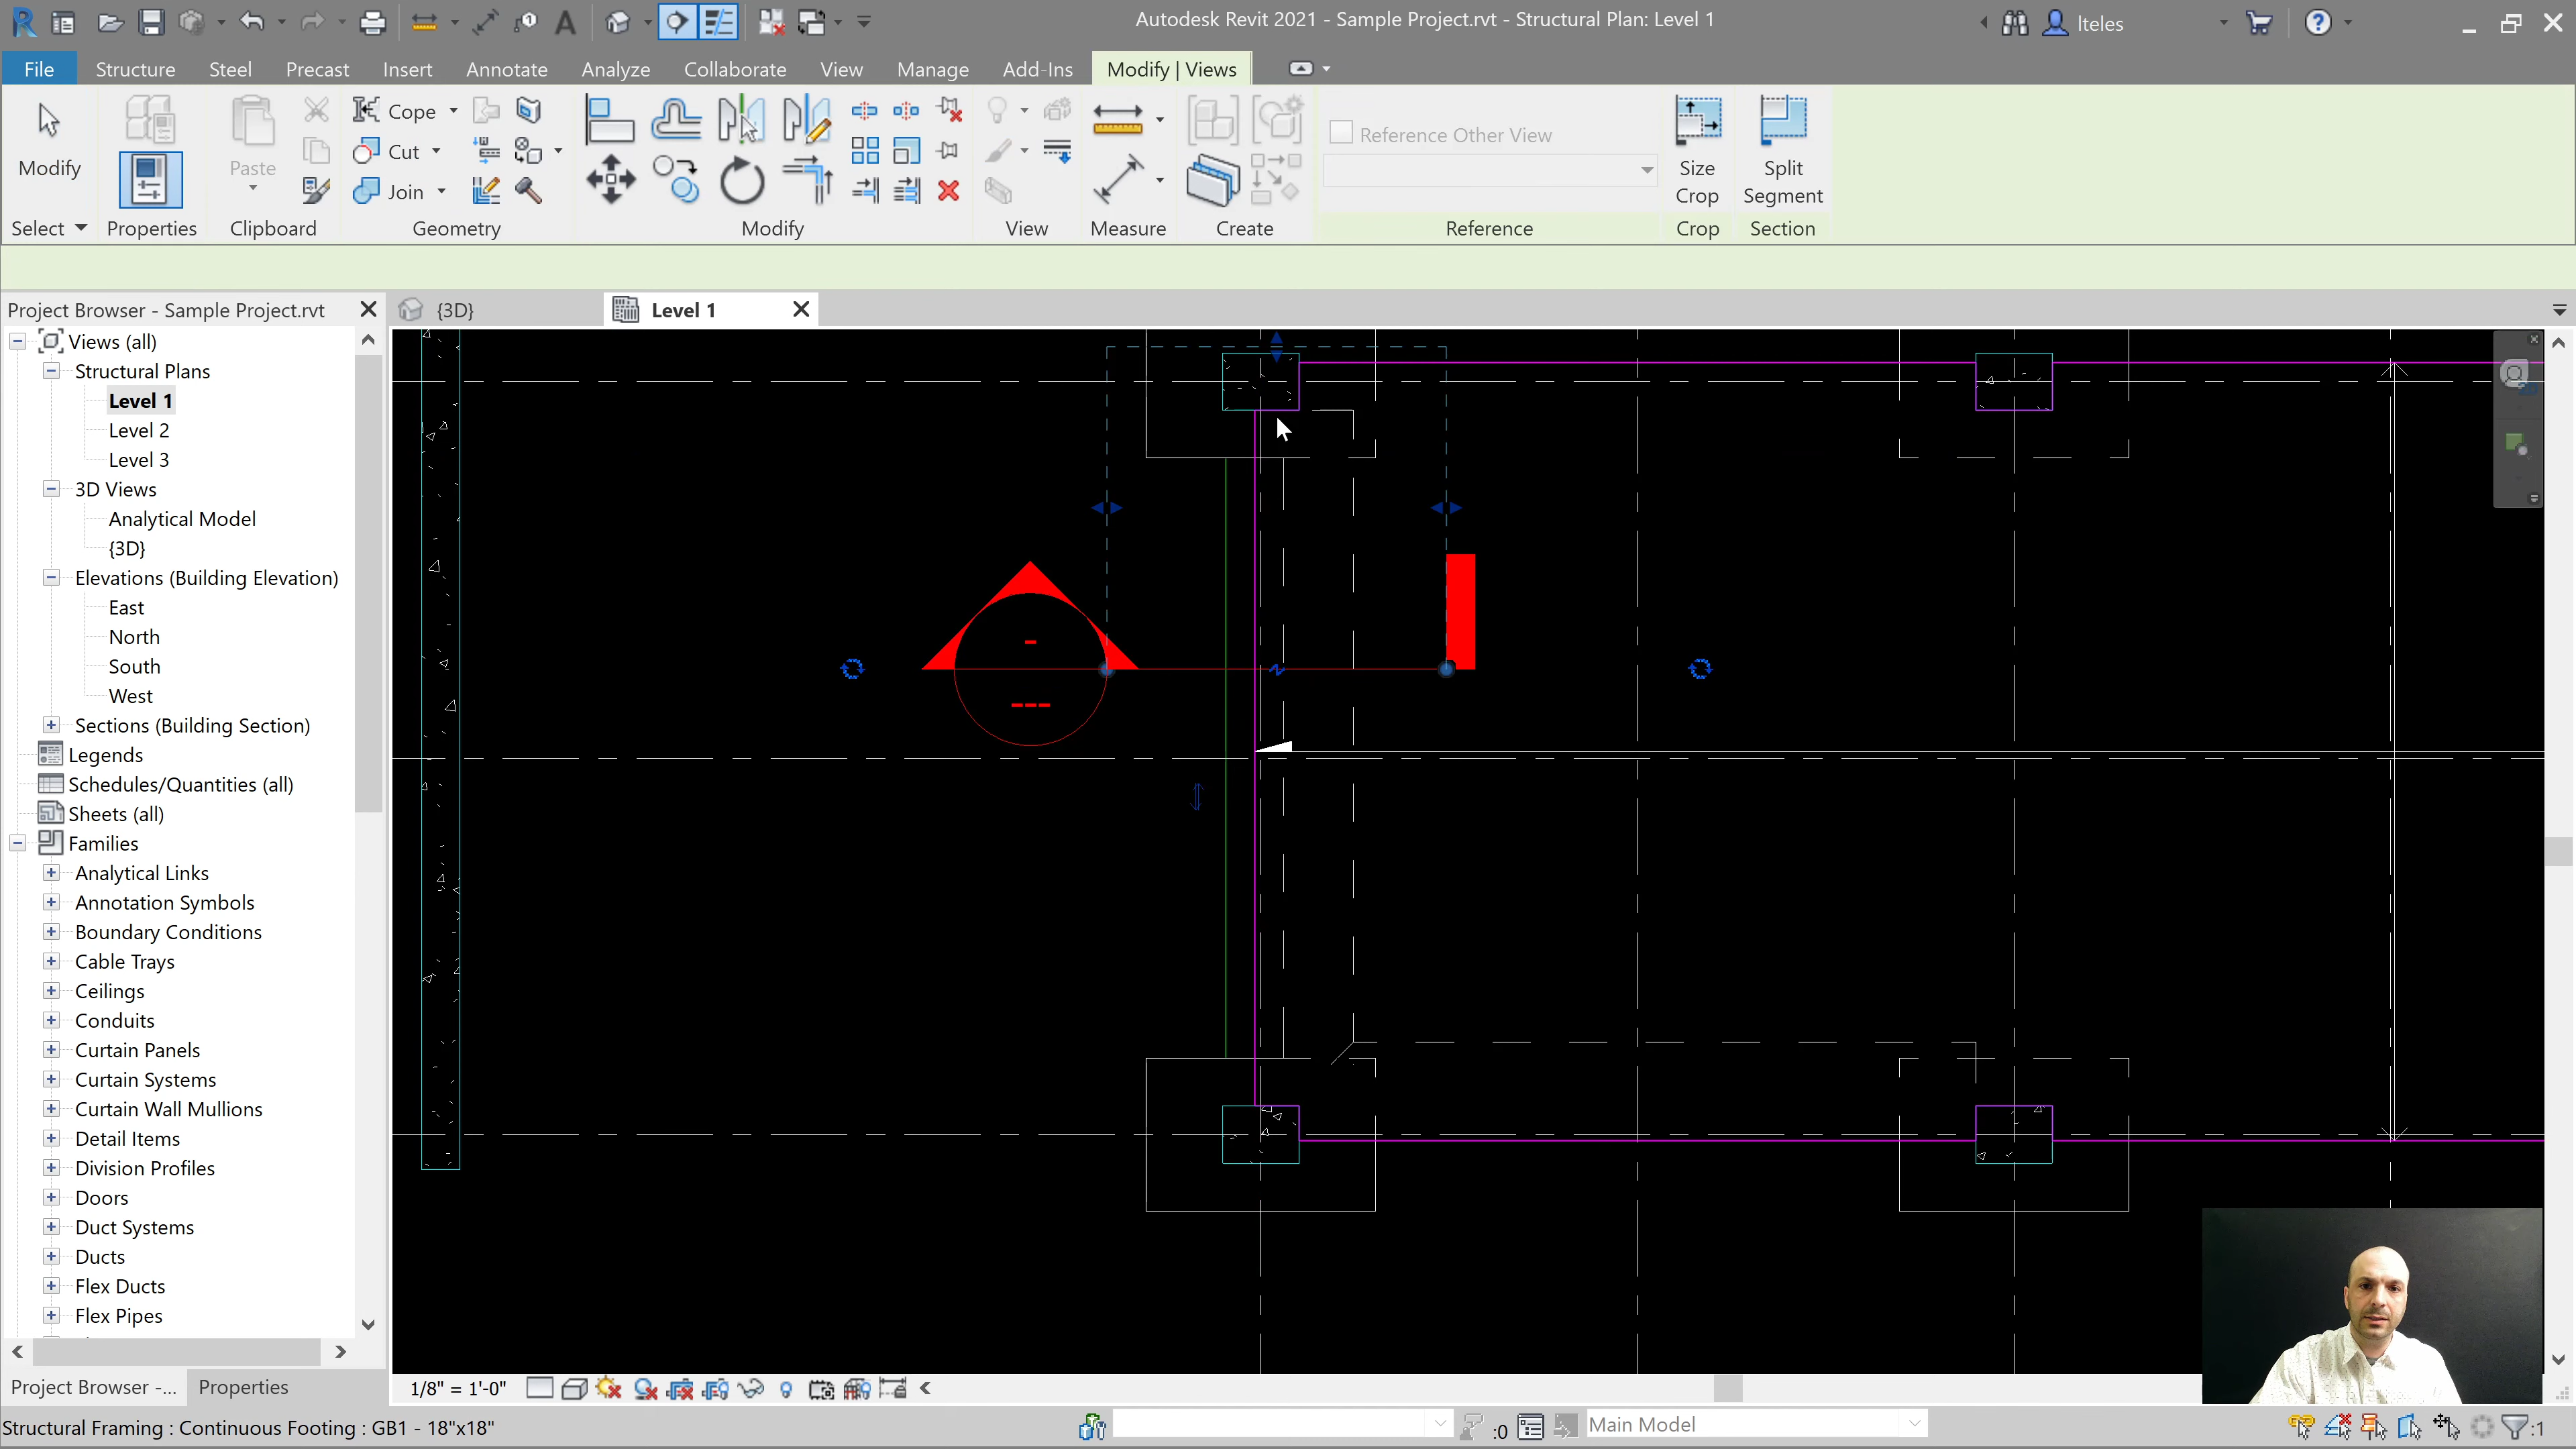 Autodesk Revit 2021 - Sample Project.rvt - Structural Plan: Level 1
lteles
File Structure Steel Precast Insert Annotate Analyze Collaborate View Manage Add-Ins Modify | Views
Modify
Paste
Cope
Cut
Join
Reference Other View
Size Crop
Split Segment
Select Properties Clipboard Geometry Modify View Measure Create Reference Crop Section
Project Browser - Sample Project.rvt
{3D}
Level 1
Views (all)
Structural Plans
Level 1
Level 2
Level 3
3D Views
Analytical Model
{3D}
Elevations (Building Elevation)
East
North
South
West
Sections (Building Section)
Legends
Schedules/Quantities (all)
Sheets (all)
Families
Analytical Links
Annotation Symbols
Boundary Conditions
Cable Trays
Ceilings
Conduits
Curtain Panels
Curtain Systems
Curtain Wall Mullions
Detail Items
Division Profiles
Doors
Duct Systems
Ducts
Flex Ducts
Flex Pipes
Project Browser -... Properties
1/8" = 1'-0"
Structural Framing : Continuous Footing : GB1 - 18"x18"
:0
Main Model
:1